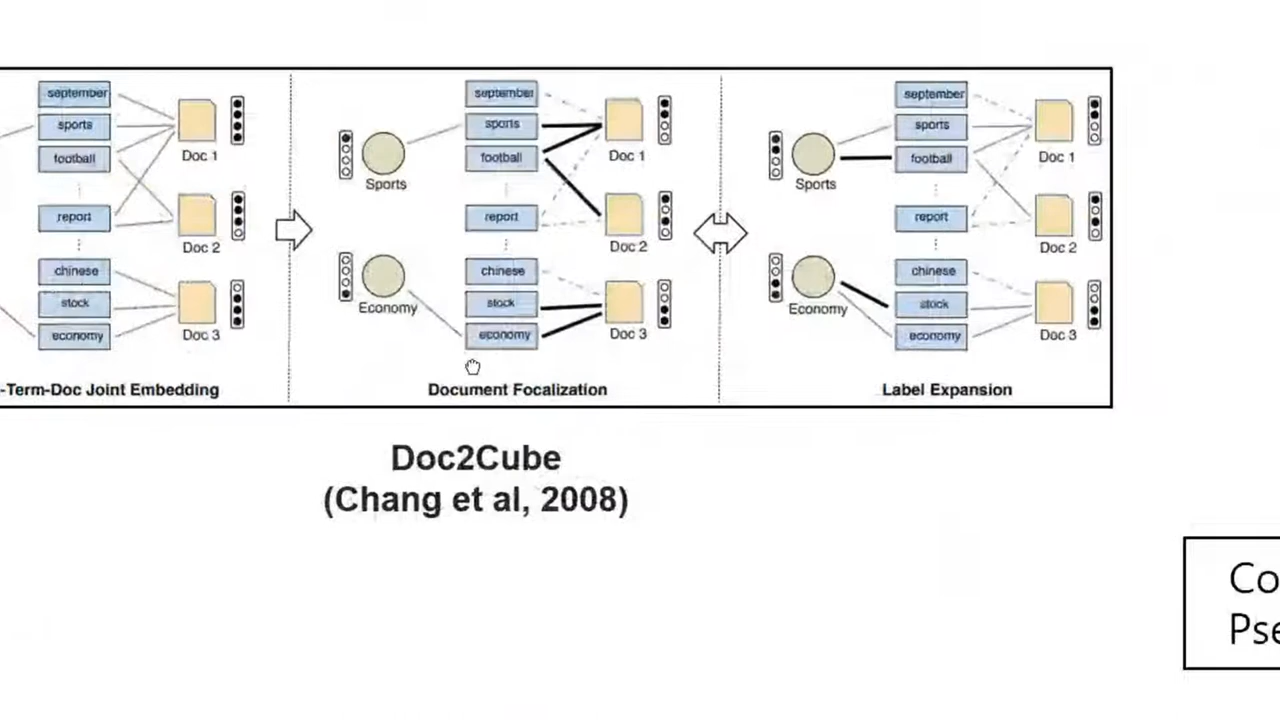 september
sports
football
report
chinese
stock
economy
Doc 1
Doc 2
Doc 3
-Term-Doc Joint Embedding
Sports
Economy
september
sports
football
report
chinese
stock
economy
Doc 1
Doc 2
Doc 3
Document Focalization
Sports
Economy
september
sports
football
report
chinese
stock
economy
Doc 1
Doc 2
Doc 3
Label Expansion
Doc2Cube
(Chang et al, 2008)
Co
Pse